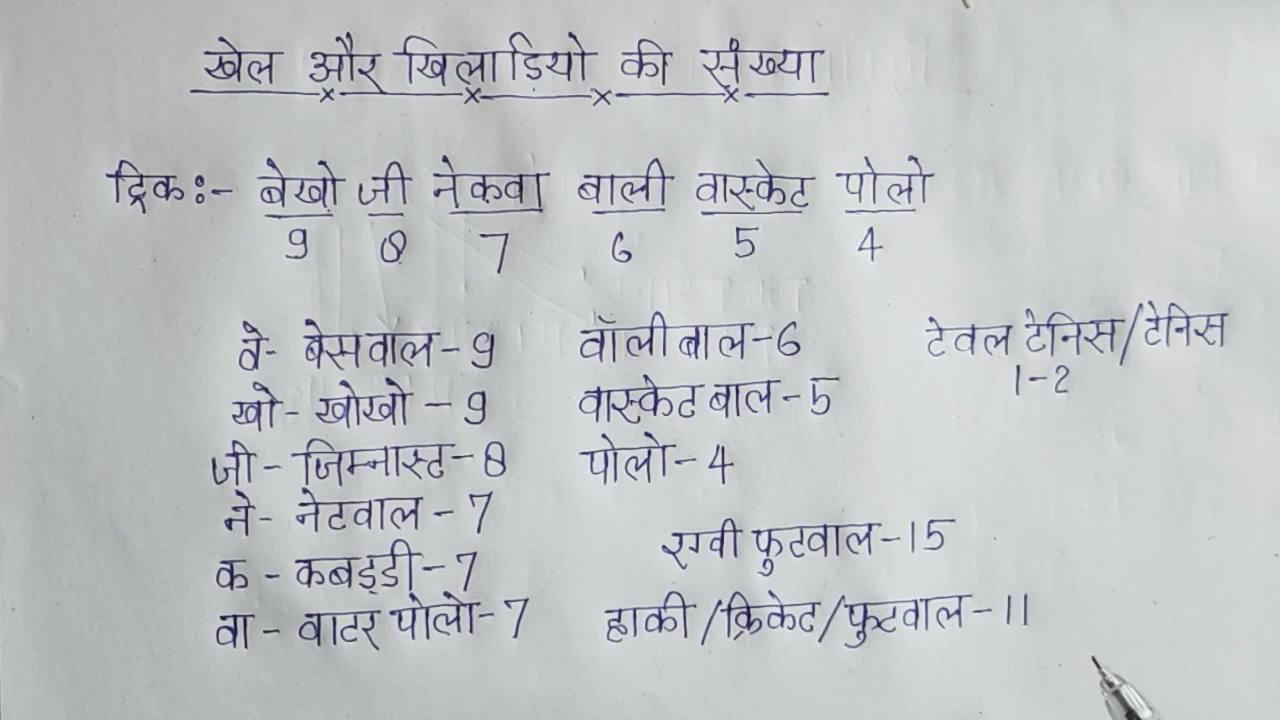 खेल और खिलाड़ियो की संख्या
ट्रिकः- बेखो जी नेकवा बाली वास्केट पोलो
9 8 7 6 5 4
वे- बेसवाल-9
खो-खोखो-9
जी-जिम्नास्ट-8
ने-नेटवाल-7
क-कबड्डी-7
वा-वाटर पोलो-7
वॉलीबाल-6
वास्केट बाल-5
पोलो-4
टेवल टेनिस/टेनिस
1-2
रग्वी फुटवाल-15
हाकी/क्रिकेट/फुटवाल-11